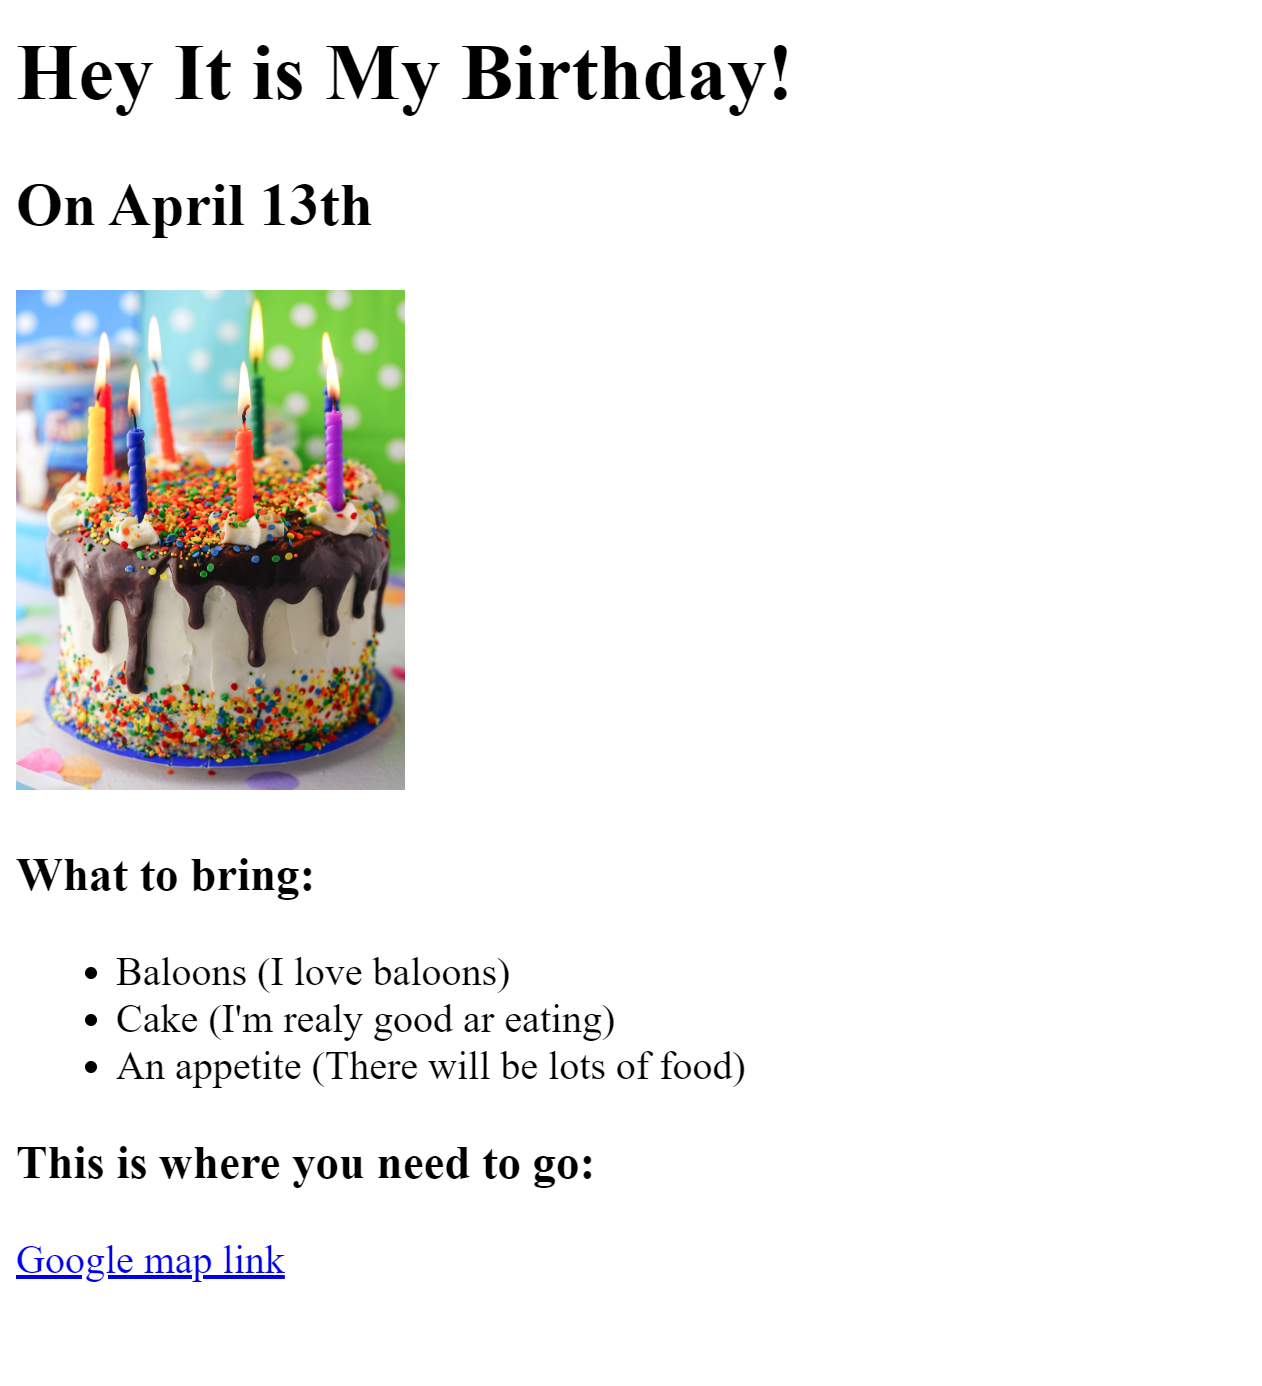 Hey It is My Birthday!
On April 13th
What to bring:
Baloons (I love baloons)
Cake (I'm realy good ar eating)
An appetite (There will be lots of food)
This is where you need to go:
Google map link